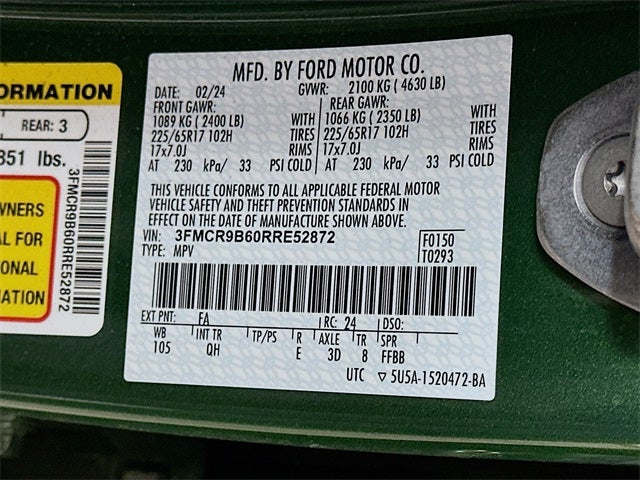 ORMATION
REAR: 3
351 lbs.
WNERS
AL FOR
ONAL
MATION
3FMCR9B60RRE52872
MFD. BY FORD MOTOR CO.
DATE: 02/24 GVWR: 2100 KG ( 4630 LB)
FRONT GAWR: REAR GAWR:
1089 KG ( 2400 LB) WITH 1066 KG ( 2350 LB) WITH
225/65R17 102H TIRES 225/65R17 102H TIRES
17x7.0J RIMS 17x7.0J RIMS
AT 230 kPa/ 33 PSI COLD AT 230 kPa/ 33 PSI COLD
THIS VEHICLE CONFORMS TO ALL APPLICABLE FEDERAL MOTOR
VEHICLE SAFETY AND THEFT PREVENTION STANDARDS IN
EFFECT ON THE DATE OF MANUFACTURE SHOWN ABOVE.
VIN: 3FMCR9B60RRE52872 F0150
TYPE: MPV T0293
EXT PNT: FA RC: 24 DSO:
WB INT TR TP/PS R AXLE TR SPR
105 QH E 3D 8 FFBB
UTC ▽ 5U5A-1520472-BA